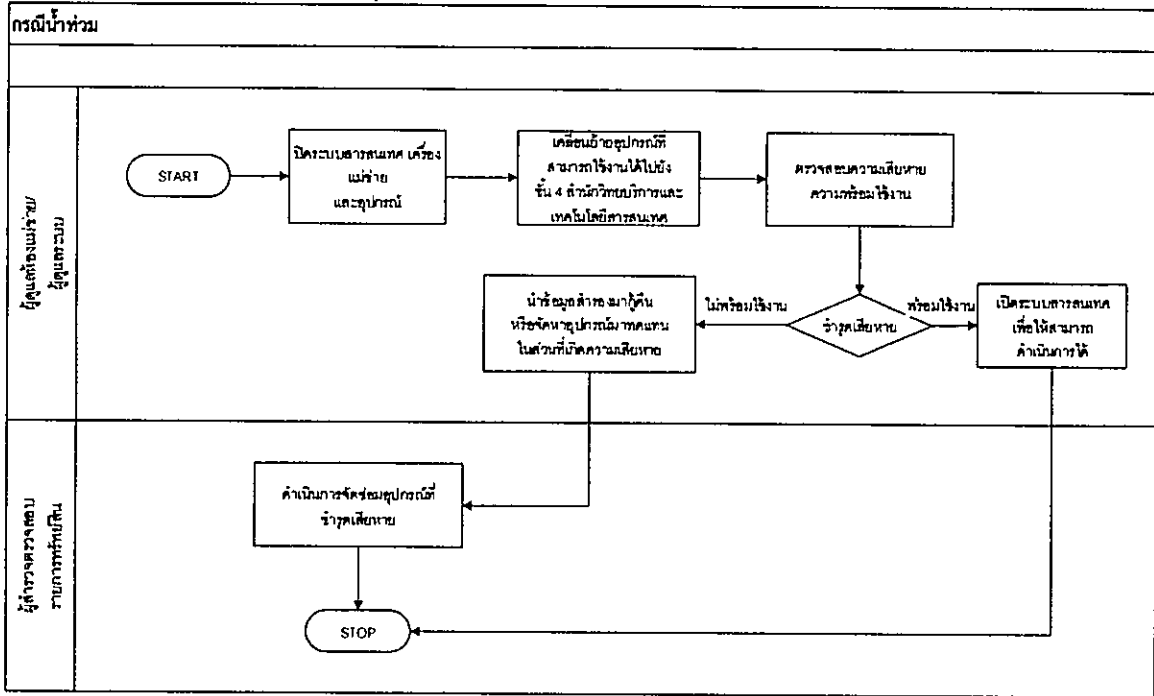 กรณีน้ำท่วม
ผู้ดูแลห้องแม่ข่าย/
ผู้ดูแลระบบ
START
ปิดระบบสารสนเทศ เครื่อง
แม่ข่าย
และอุปกรณ์
เคลื่อนย้ายอุปกรณ์ที่
สามารถใช้งานได้ไปยัง
ชั้น 4 สำนักวิทยบริการและ
เทคโนโลยีสารสนเทศ
ตรวจสอบความเสียหาย
ความพร้อมใช้งาน
นำข้อมูลสำรองมากู้คืน
หรือจัดหาอุปกรณ์มาทดแทน
ในส่วนที่เกิดความเสียหาย
ไม่พร้อมใช้งาน
ชำรุดเสียหาย
พร้อมใช้งาน
เปิดระบบสารสนเทศ
เพื่อให้สามารถ
ดำเนินการได้
ผู้สำรวจตรวจสอบ
รายการทรัพย์สิน
ดำเนินการจัดซ่อมอุปกรณ์ที่
ชำรุดเสียหาย
STOP